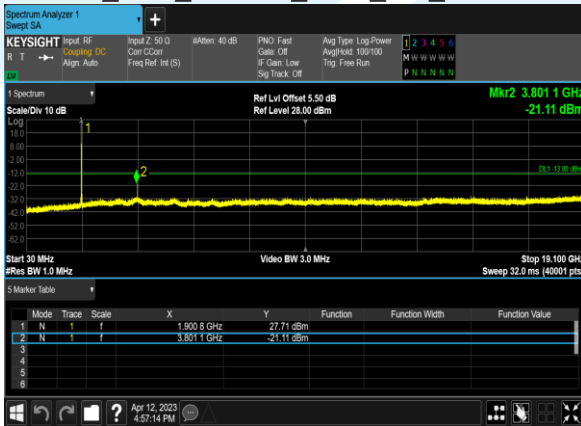 Spectrum Analyzer 1
Swept SA
KEYSIGHT Input: RF Input Z: 50 Ω #Atten: 40 dB PNO: Fast Avg Type: Log-Power 1 2 3 4 5 6
R T Coupling: DC Corr CCorr Gate: Off Avg|Hold: 100/100 M W W W W W
Align: Auto Freq Ref: Int (S) IF Gain: Low Trig: Free Run
Sig Track: Off P N N N N N
1 Spectrum Ref Lvl Offset 5.50 dB Mkr2 3.801 1 GHz
Scale/Div 10 dB Ref Level 28.00 dBm -21.11 dBm
Log
18.0
8.00
-2.00
-12.0
-22.0
-32.0
-42.0
-52.0
-62.0
1
2
DL1 -13.00 dBm
Start 30 MHz Video BW 3.0 MHz Stop 19.100 GHz
#Res BW 1.0 MHz Sweep 32.0 ms (40001 pts)
5 Marker Table
Mode Trace Scale X Y Function Function Width Function Value
1 N 1 f 1.900 8 GHz 27.71 dBm
2 N 1 f 3.801 1 GHz -21.11 dBm
3
4
5
6
Apr 12, 2023
4:57:14 PM